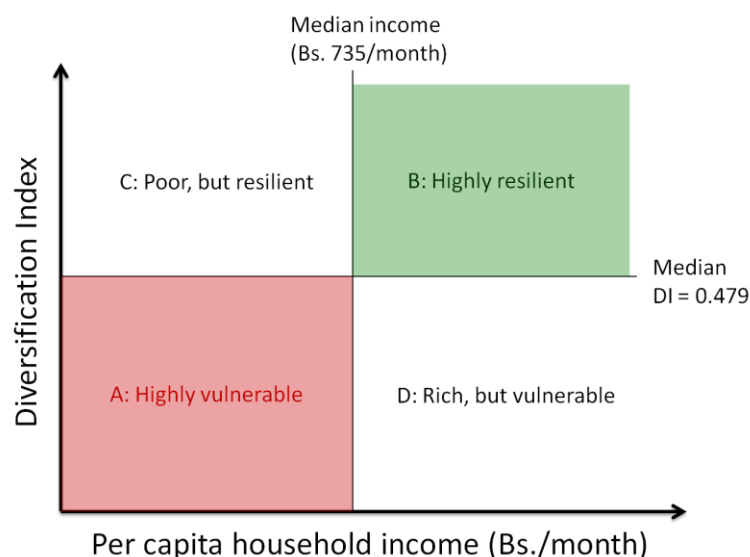 Median income
(Bs. 735/month)
Diversification Index
C: Poor, but resilient
B: Highly resilient
Median
DI = 0.479
A: Highly vulnerable
D: Rich, but vulnerable
Per capita household income (Bs./month)